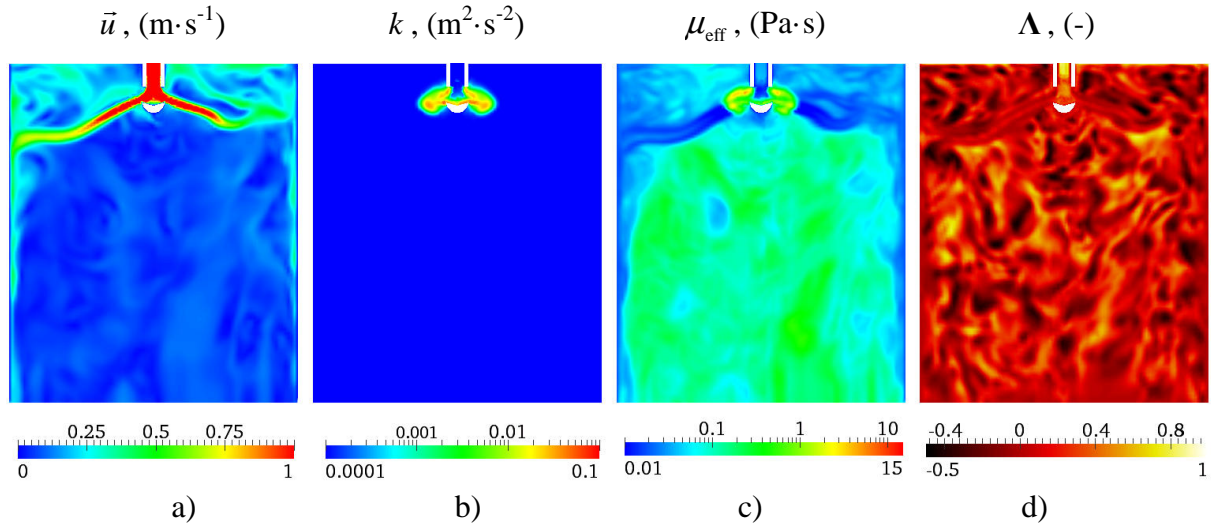 u⃗ , (m·s⁻¹)  k , (m²·s⁻²)  μeff , (Pa·s)  Λ , (-)
0.25 0.5 0.75  0.001 0.01  0.1 1 10  -0.4 0 0.4 0.8
0 1  0.0001 0.1  0.01 15  -0.5 1
a)  b)  c)  d)